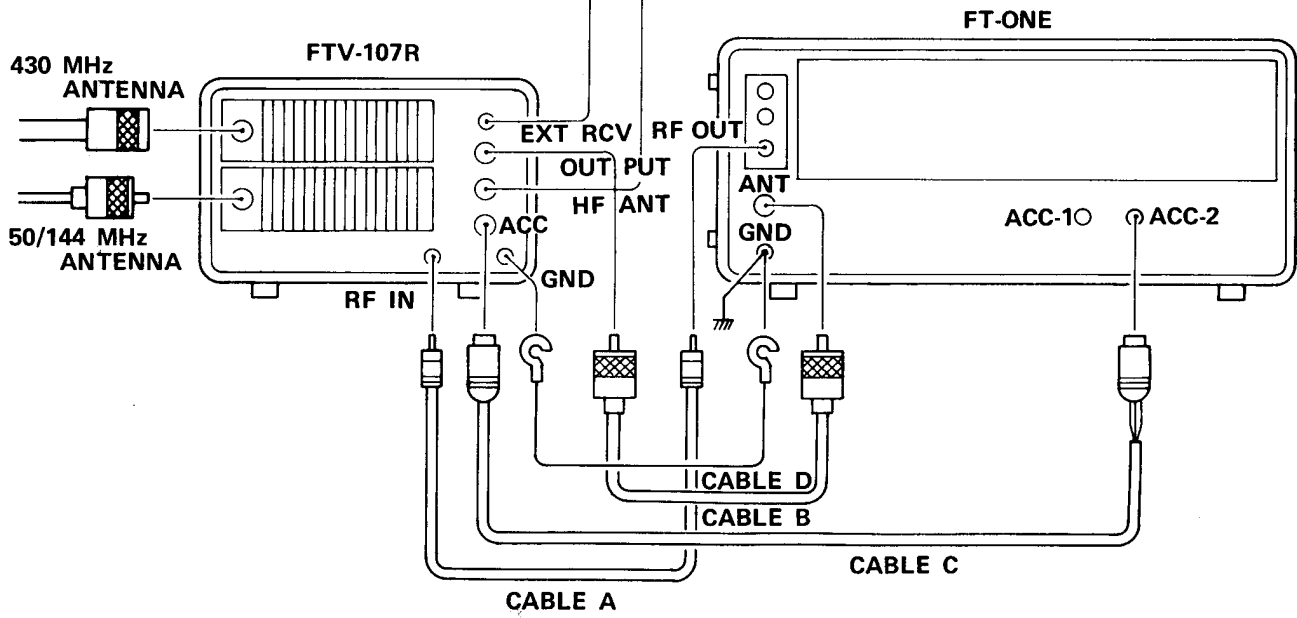 FT-ONE
FTV-107R
430 MHz
ANTENNA
EXT RCV
RF OUT
OUT PUT
ANT
HF ANT
ACC
ACC-1
ACC-2
50/144 MHz
ANTENNA
GND
GND
RF IN
CABLE D
CABLE B
CABLE C
CABLE A